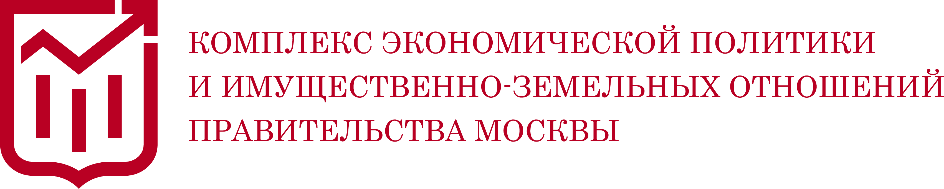 КОМПЛЕКС ЭКОНОМИЧЕСКОЙ ПОЛИТИКИ
И ИМУЩЕСТВЕННО-ЗЕМЕЛЬНЫХ ОТНОШЕНИЙ
ПРАВИТЕЛЬСТВА МОСКВЫ